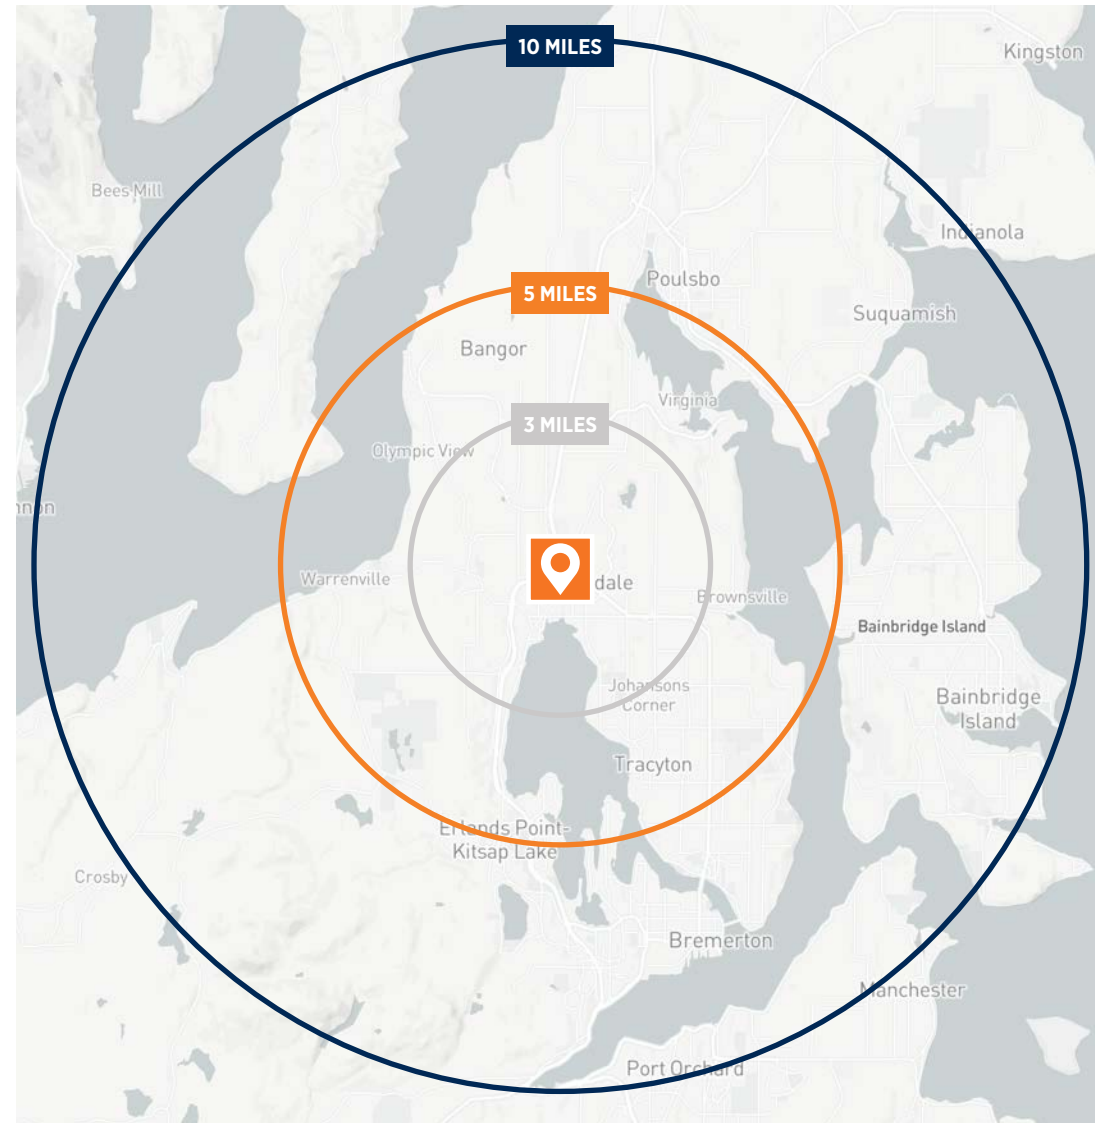 10 MILES
Kingston
Bees Mill
Indianola
Poulsbo
5 MILES
Suquamish
Bangor
Virginia
3 MILES
Olympic View
nnon
Warrenville
dale
Brownsville
Bainbridge Island
Johansons
Corner
Bainbridge
Island
Tracyton
Erlands Point-
Kitsap Lake
Crosby
Bremerton
Manchester
Port Orchard